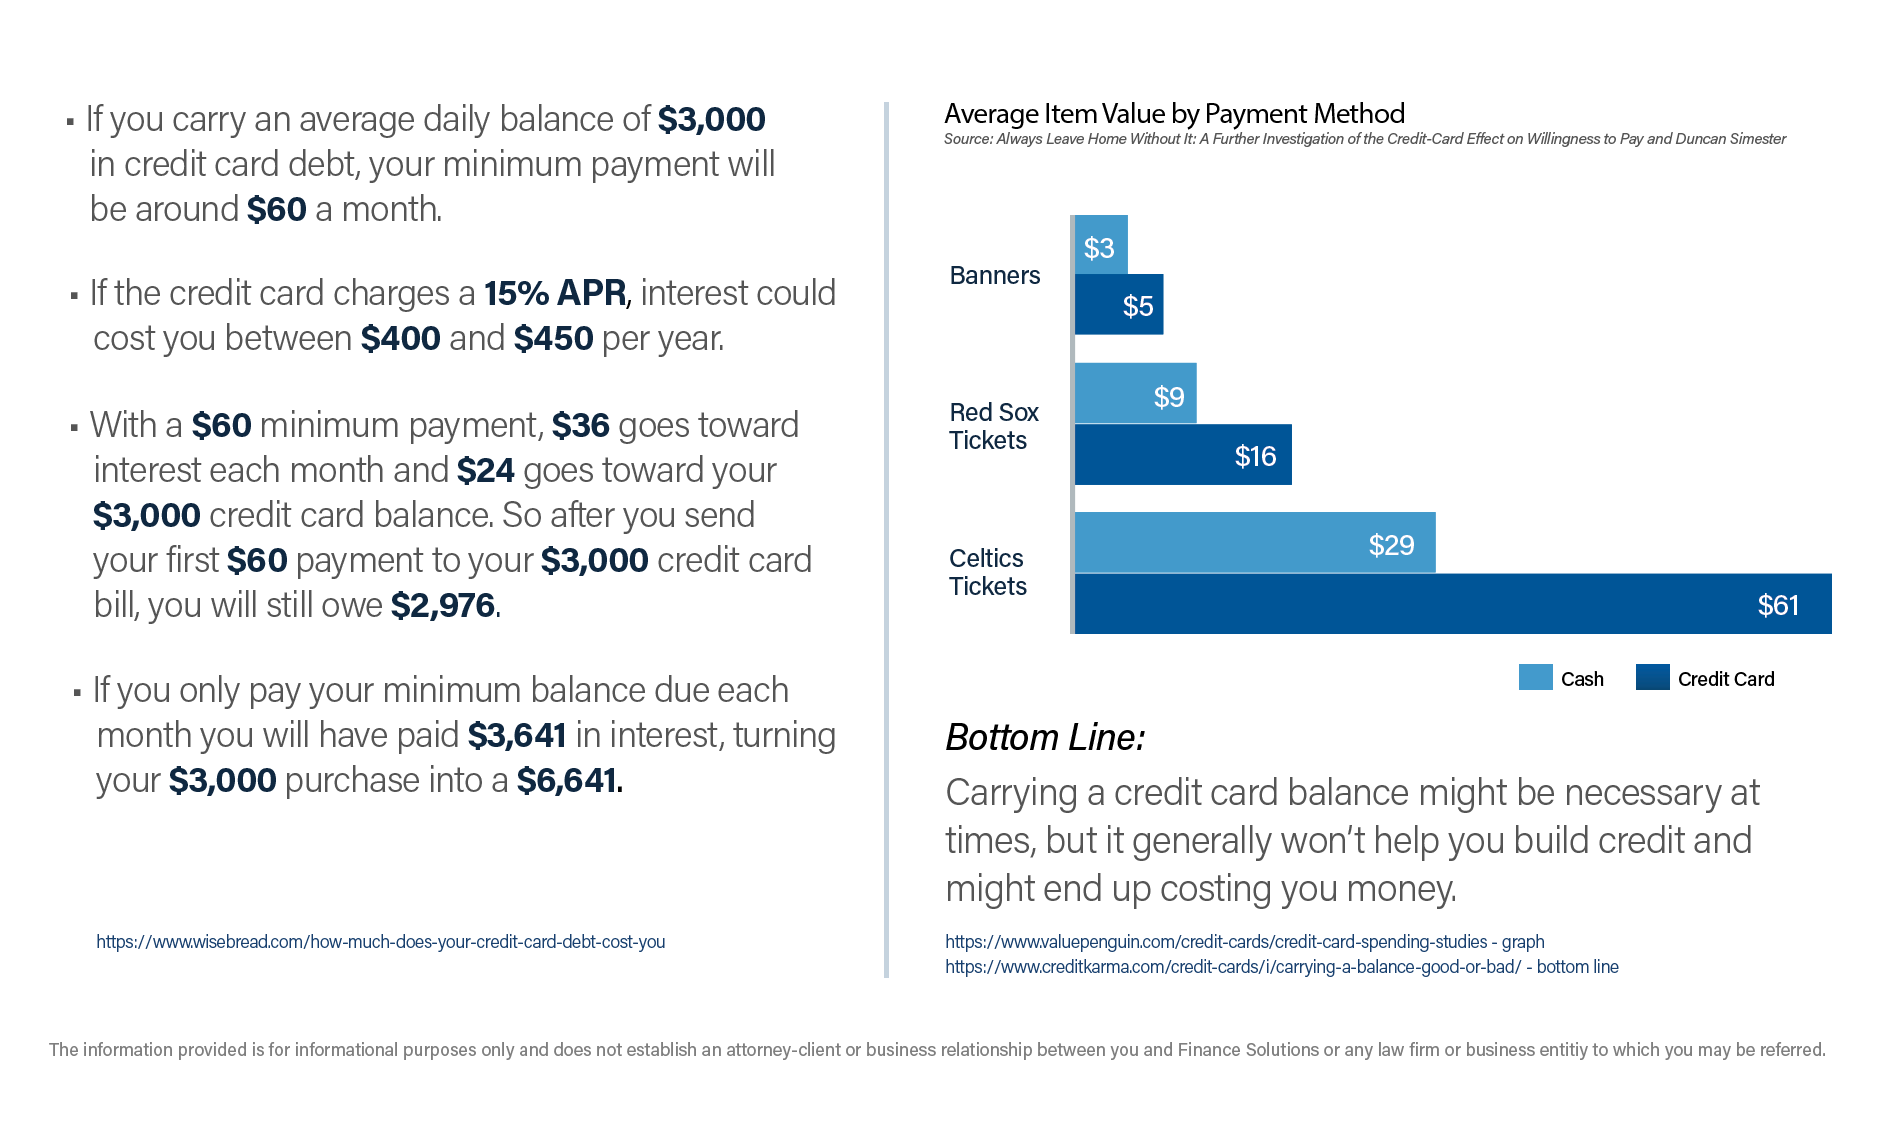 ▪ If you carry an average daily balance of $3,000
in credit card debt, your minimum payment will
be around $60 a month.
▪ If the credit card charges a 15% APR, interest could
cost you between $400 and $450 per year.
▪ With a $60 minimum payment, $36 goes toward
interest each month and $24 goes toward your
$3,000 credit card balance. So after you send
your first $60 payment to your $3,000 credit card
bill, you will still owe $2,976.
▪ If you only pay your minimum balance due each
month you will have paid $3,641 in interest, turning
your $3,000 purchase into a $6,641.
https://www.wisebread.com/how-much-does-your-credit-card-debt-cost-you
Average Item Value by Payment Method
Source: Always Leave Home Without It: A Further Investigation of the Credit-Card Effect on Willingness to Pay and Duncan Simester
Banners
$3
$5
Red Sox
Tickets
$9
$16
Celtics
Tickets
$29
$61
Cash
Credit Card
Bottom Line:
Carrying a credit card balance might be necessary at
times, but it generally won't help you build credit and
might end up costing you money.
https://www.valuepenguin.com/credit-cards/credit-card-spending-studies - graph
https://www.creditkarma.com/credit-cards/i/carrying-a-balance-good-or-bad/ - bottom line
The information provided is for informational purposes only and does not establish an attorney-client or business relationship between you and Finance Solutions or any law firm or business entitiy to which you may be referred.